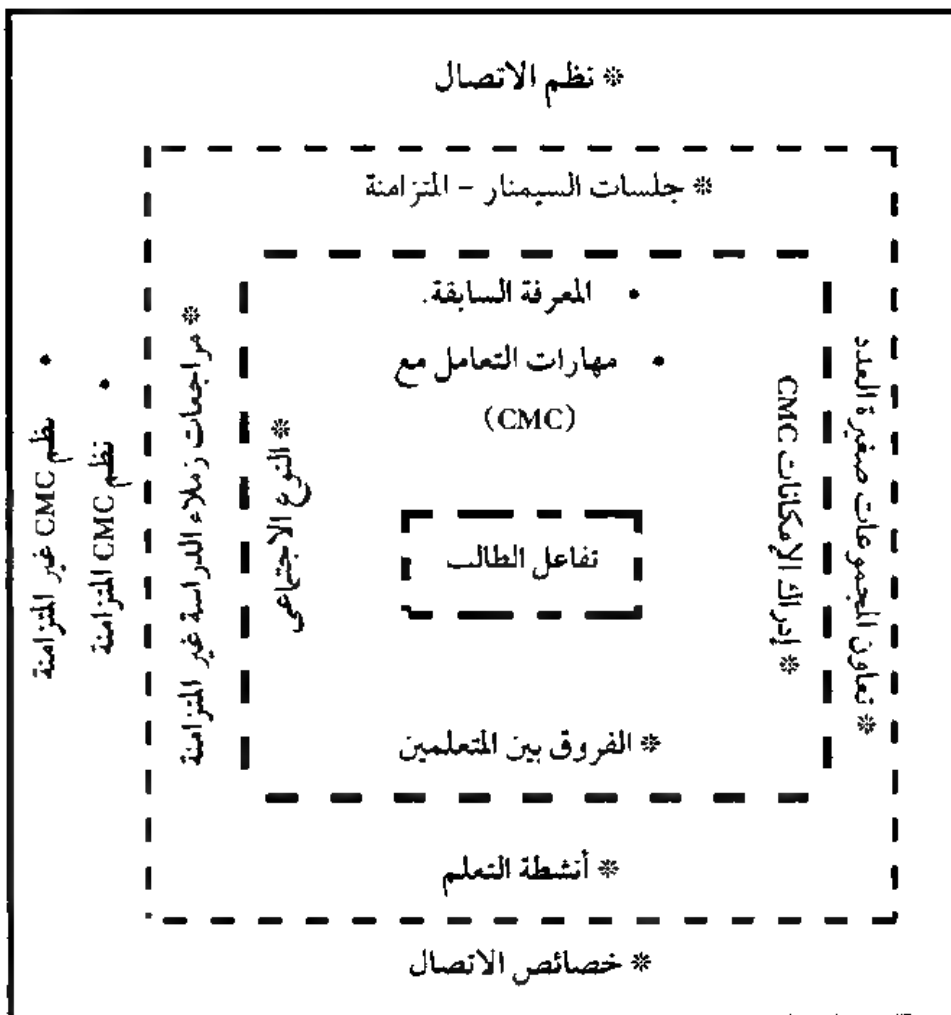 ※ نظم الاتصال
※ جلسات السيمنار - المتزامنة
• المعرفة السابقة.
• مهارات التعامل مع
(CMC)
※ تعاون المجموعات صغيرة العدد
※ إدراك الإمكانات CMC
تفاعل الطالب
※ النوع الاجتماعي
※ مراجعات زملاء الدراسة غير المتزامنة
• نظم CMC المتزامنة
• نظم CMC غير المتزامنة
※ الفروق بين المتعلمين
※ أنشطة التعلم
※ خصائص الاتصال